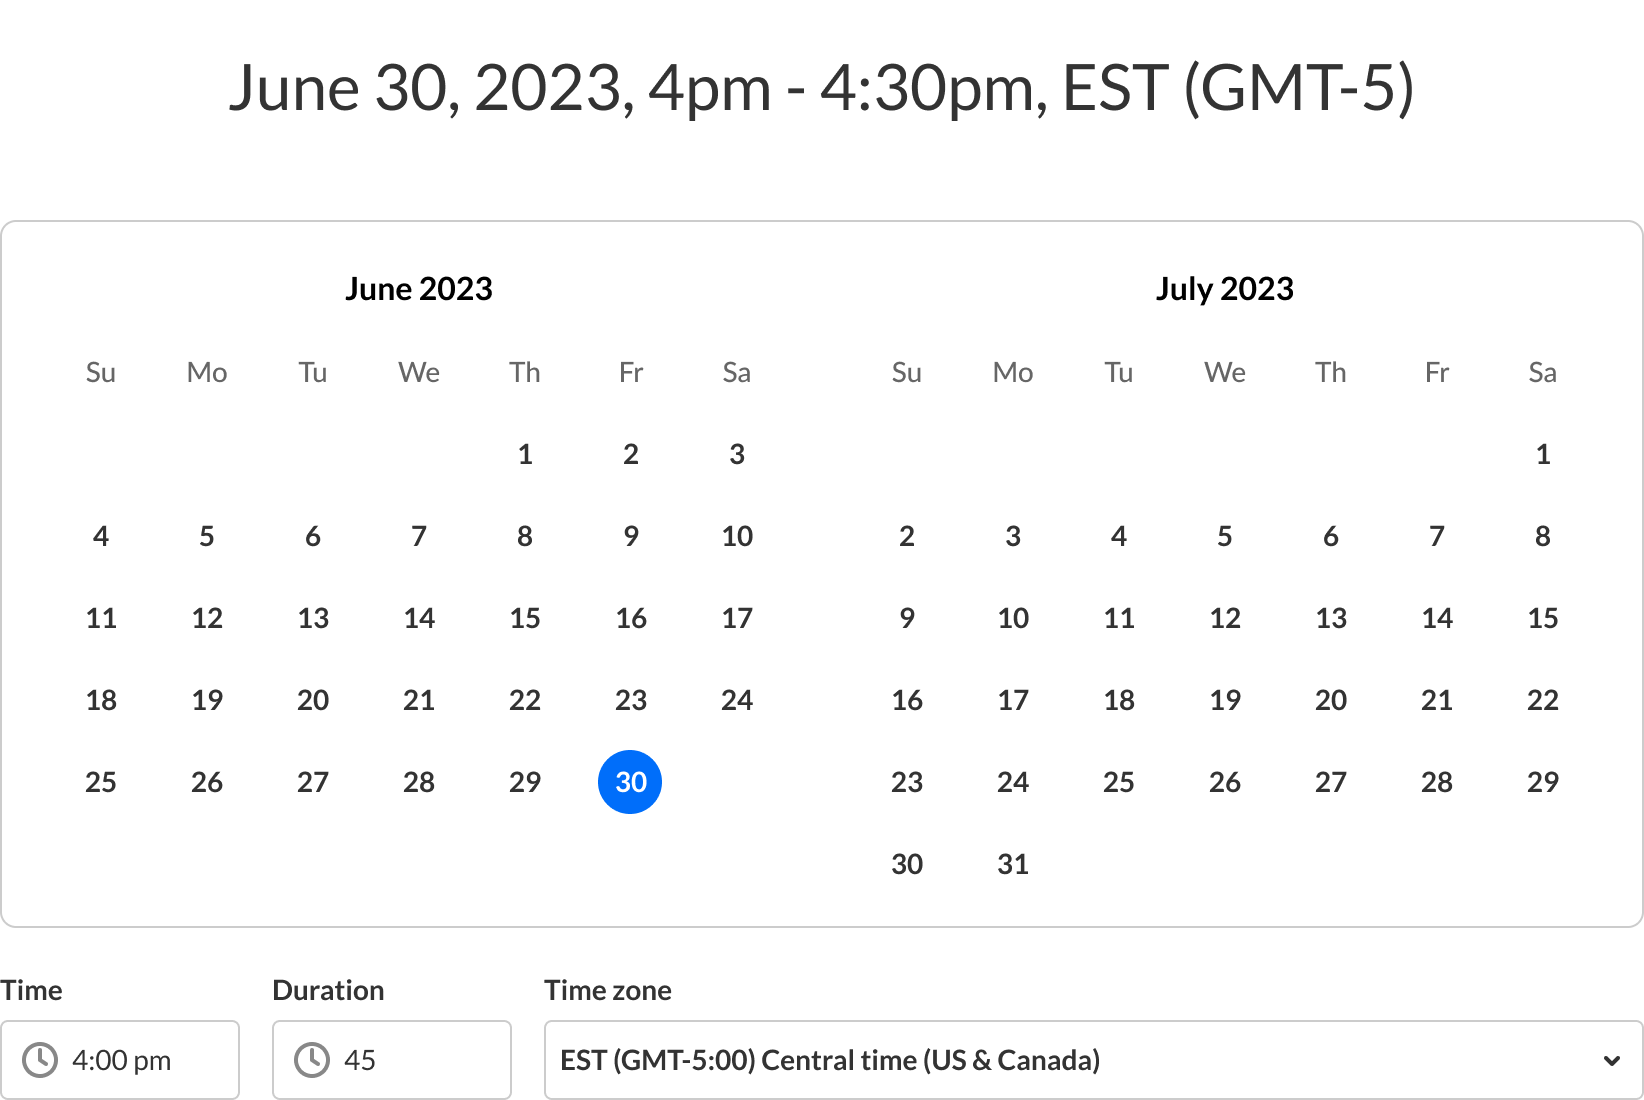 June 30, 2023, 4pm - 4:30pm, EST (GMT-5)
June 2023
Su Mo Tu We Th Fr Sa
1 2 3
4 5 6 7 8 9 10
11 12 13 14 15 16 17
18 19 20 21 22 23 24
25 26 27 28 29 30
July 2023
Su Mo Tu We Th Fr Sa
1
2 3 4 5 6 7 8
9 10 11 12 13 14 15
16 17 18 19 20 21 22
23 24 25 26 27 28 29
30 31
Time
4:00 pm
Duration
45
Time zone
EST (GMT-5:00) Central time (US & Canada)